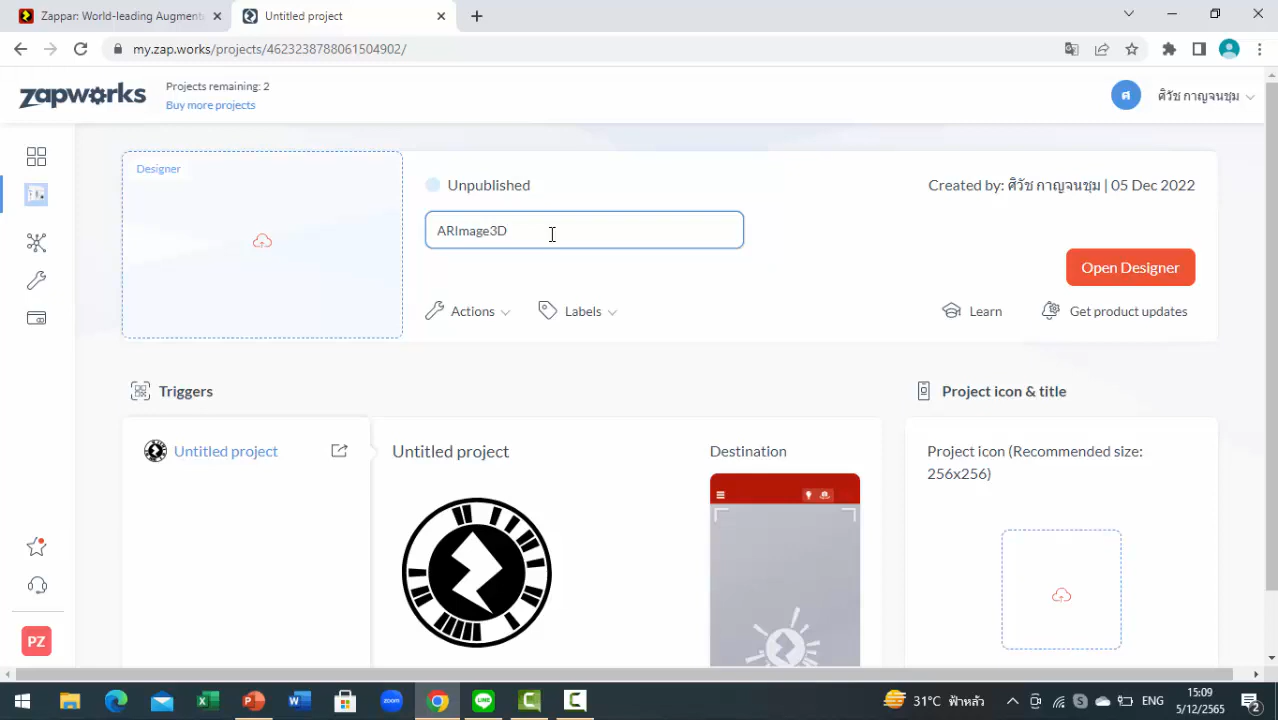 Zappar: World-leading Augment
Untitled project
my.zap.works/projects/4623238788061504902/
zapworks
Projects remaining: 2
Buy more projects
ศ
ศิวัช กาญจนชุม
Designer
Unpublished
Created by: ศิวัช กาญจนชุม | 05 Dec 2022
ARImage3D
Open Designer
Actions
Labels
Learn
Get product updates
Triggers
Project icon & title
Untitled project
Untitled project
Destination
Project icon (Recommended size:
256x256)
PZ
31°C ฟ้าหลัว
ENG
15:09
5/12/2565
2